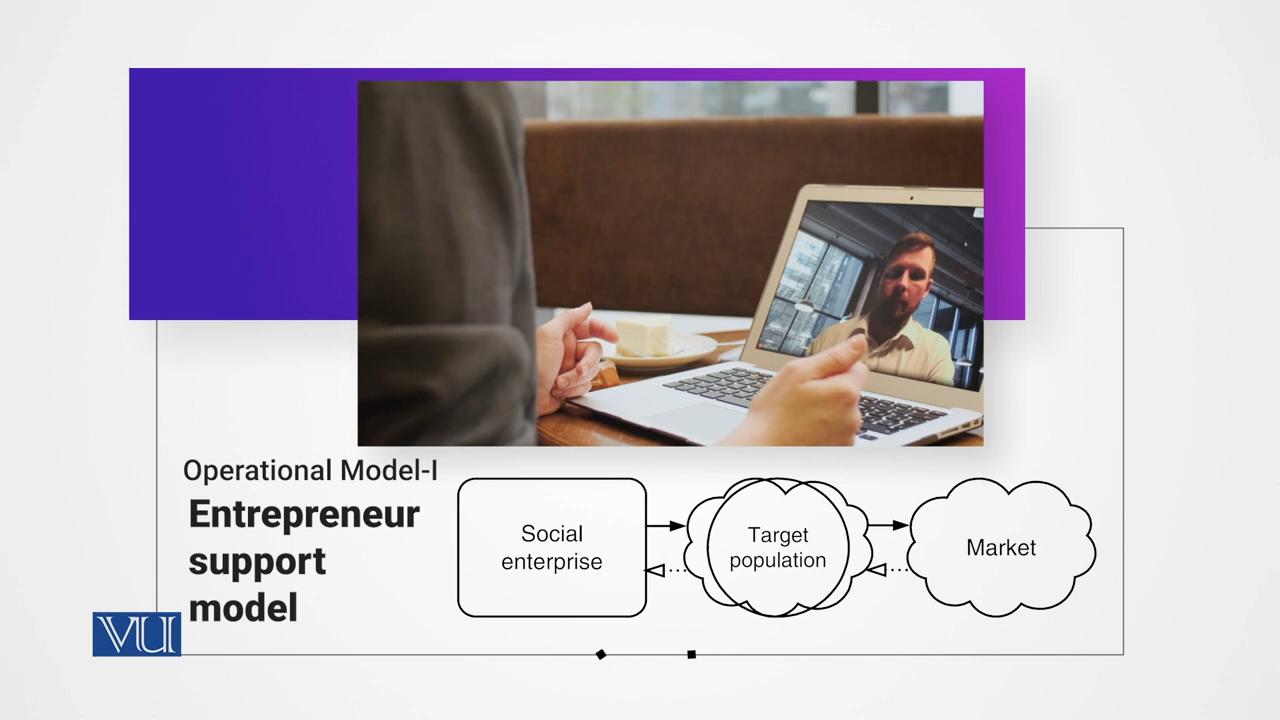 Operational Model-I
Entrepreneur
support
model
Social
enterprise
Target
population
Market
VU